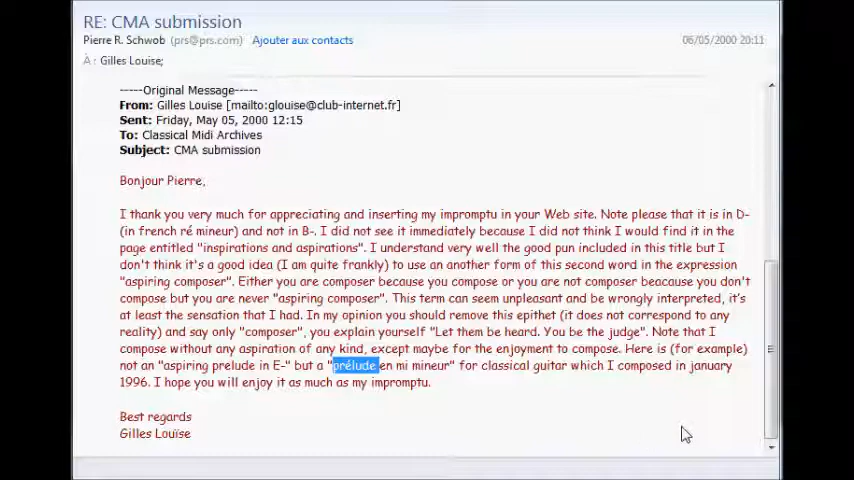 RE: CMA submission
Pierre R. Schwob (prs@prs.com) Ajouter aux contacts 06/05/2000 20:11
À : Gilles Louise;
-----Original Message-----
From: Gilles Louise [mailto:glouise@club-internet.fr]
Sent: Friday, May 05, 2000 12:15
To: Classical Midi Archives
Subject: CMA submission
Bonjour Pierre,
I thank you very much for appreciating and inserting my impromptu in your Web site. Note please that it is in D-
(in french ré mineur) and not in B-. I did not see it immediately because I did not think I would find it in the
page entitled "inspirations and aspirations". I understand very well the good pun included in this title but I
don't think it's a good idea (I am quite frankly) to use an another form of this second word in the expression
"aspiring composer". Either you are composer because you compose or you are not composer beacause you don't
compose but you are never "aspiring composer". This term can seem unpleasant and be wrongly interpreted, it's
at least the sensation that I had. In my opinion you should remove this epithet (it does not correspond to any
reality) and say only "composer", you explain yourself "Let them be heard. You be the judge". Note that I
compose without any aspiration of any kind, except maybe for the enjoyment to compose. Here is (for example)
not an "aspiring prelude in E-" but a "prélude en mi mineur" for classical guitar which I composed in january
1996. I hope you will enjoy it as much as my impromptu.
Best regards
Gilles Louïse